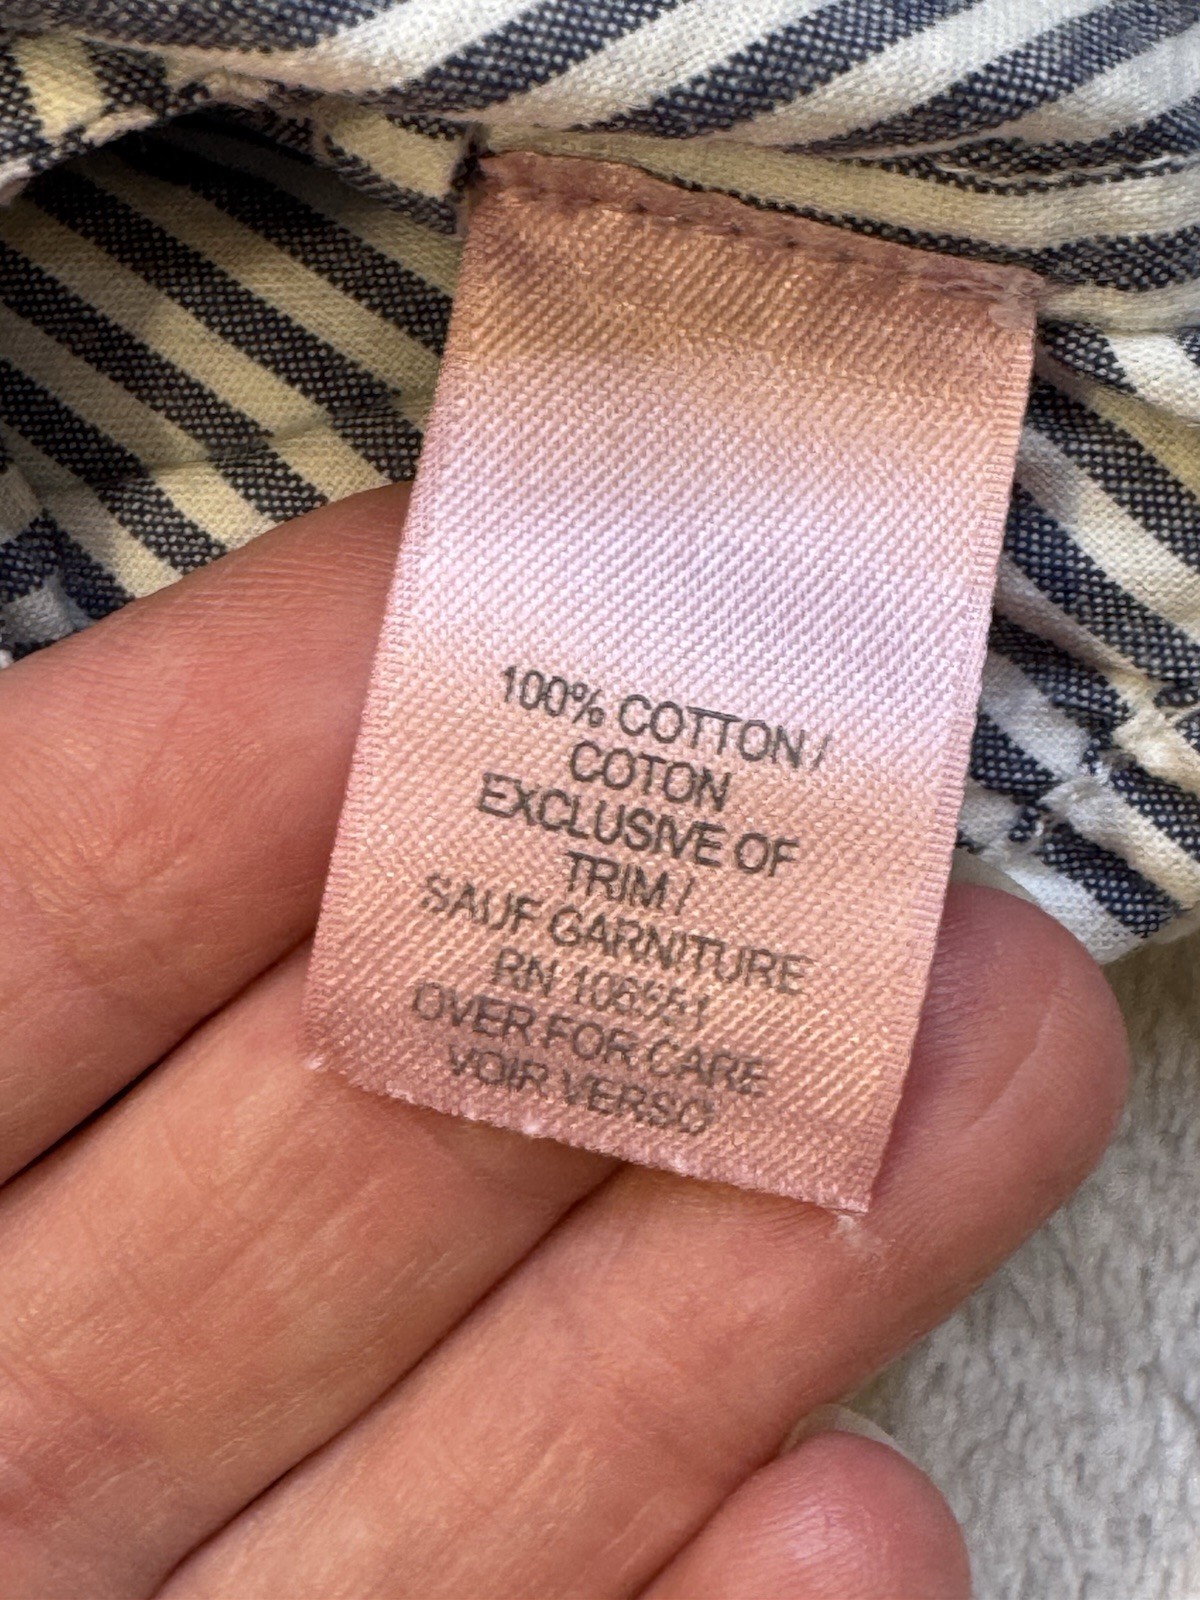 100% COTTON /
COTON
EXCLUSIVE OF
TRIM /
SAUF GARNITURE
RN
OVER FOR CARE
VOIR VERSO